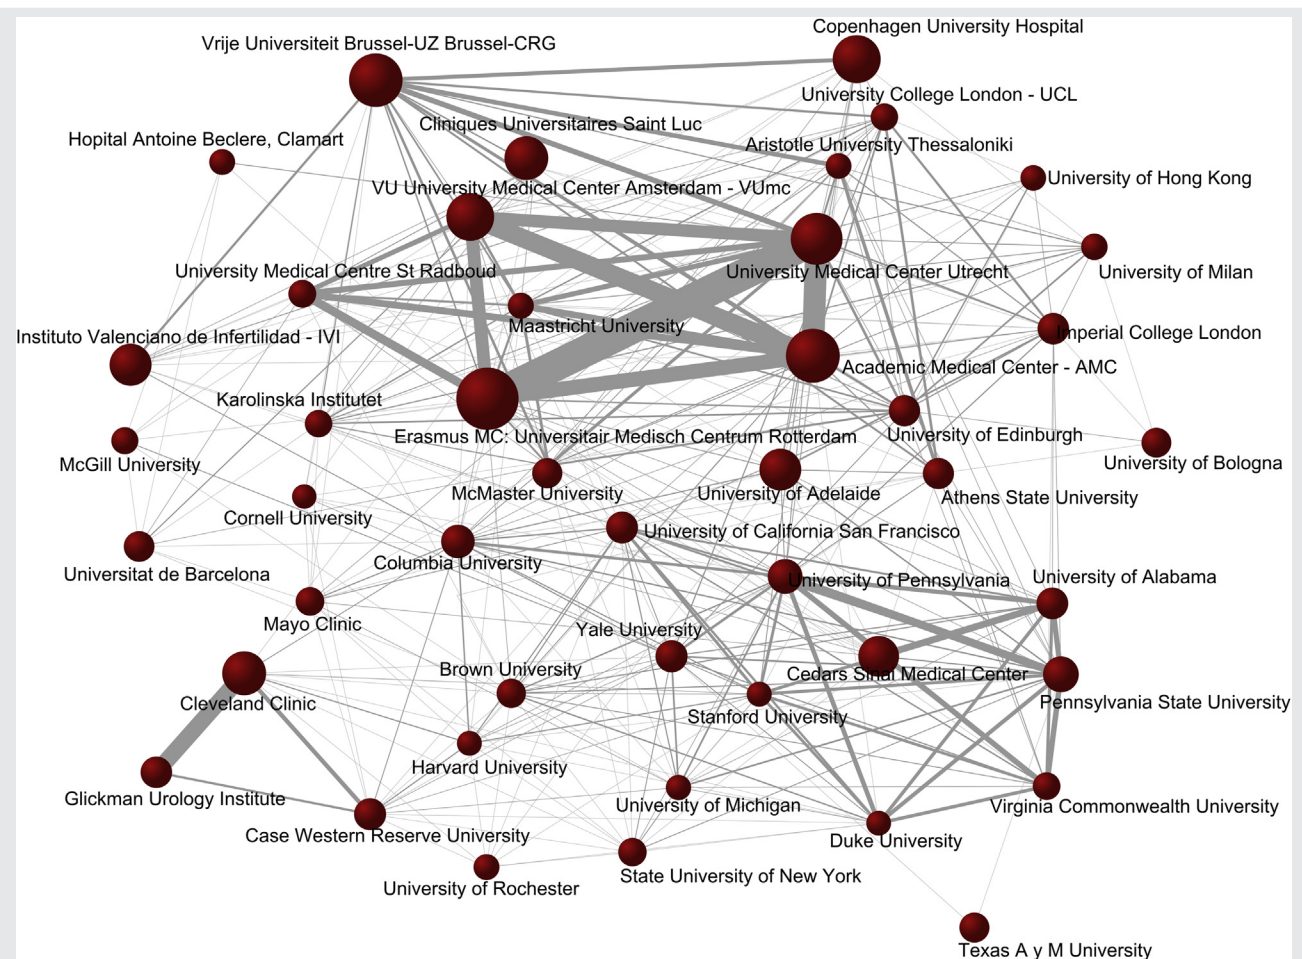 Copenhagen University Hospital
Vrije Universiteit Brussel-UZ Brussel-CRG
University College London - UCL
Cliniques Universitaires Saint Luc
Hopital Antoine Beclere, Clamart
Aristotle University Thessaloniki
University of Hong Kong
VU University Medical Center Amsterdam - VUmc
University Medical Centre St Radboud
University Medical Center Utrecht
University of Milan
Maastricht University
Instituto Valenciano de Infertilidad - IVI
Imperial College London
Academic Medical Center - AMC
Karolinska Institutet
Erasmus MC: Universitair Medisch Centrum Rotterdam
University of Edinburgh
McGill University
University of Bologna
McMaster University
University of Adelaide
Athens State University
Cornell University
University of California San Francisco
Columbia University
Universitat de Barcelona
University of Pennsylvania
University of Alabama
Mayo Clinic
Yale University
Brown University
Cedars Sinai Medical Center
Cleveland Clinic
Pennsylvania State University
Stanford University
Harvard University
Glickman Urology Institute
University of Michigan
Virginia Commonwealth University
Case Western Reserve University
Duke University
State University of New York
University of Rochester
Texas A y M University